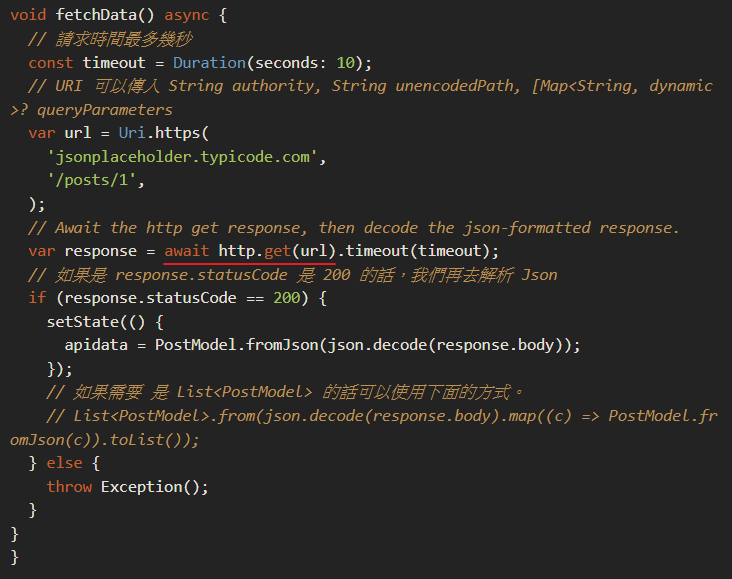 void fetchData() async {
// 請求時間最多幾秒
const timeout = Duration(seconds: 10);
// URI 可以傳入 String authority, String unencodedPath, [Map<String, dynamic
>? queryParameters
var url = Uri.https(
'jsonplaceholder.typicode.com',
'/posts/1',
);
// Await the http get response, then decode the json-formatted response.
var response = await http.get(url).timeout(timeout);
// 如果是 response.statusCode 是 200 的話，我們再去解析 Json
if (response.statusCode == 200) {
setState(() {
apidata = PostModel.fromJson(json.decode(response.body));
});
// 如果需要 是 List<PostModel> 的話可以使用下面的方式。
// List<PostModel>.from(json.decode(response.body).map((c) => PostModel.fr
omJson(c)).toList());
} else {
throw Exception();
}
}
}